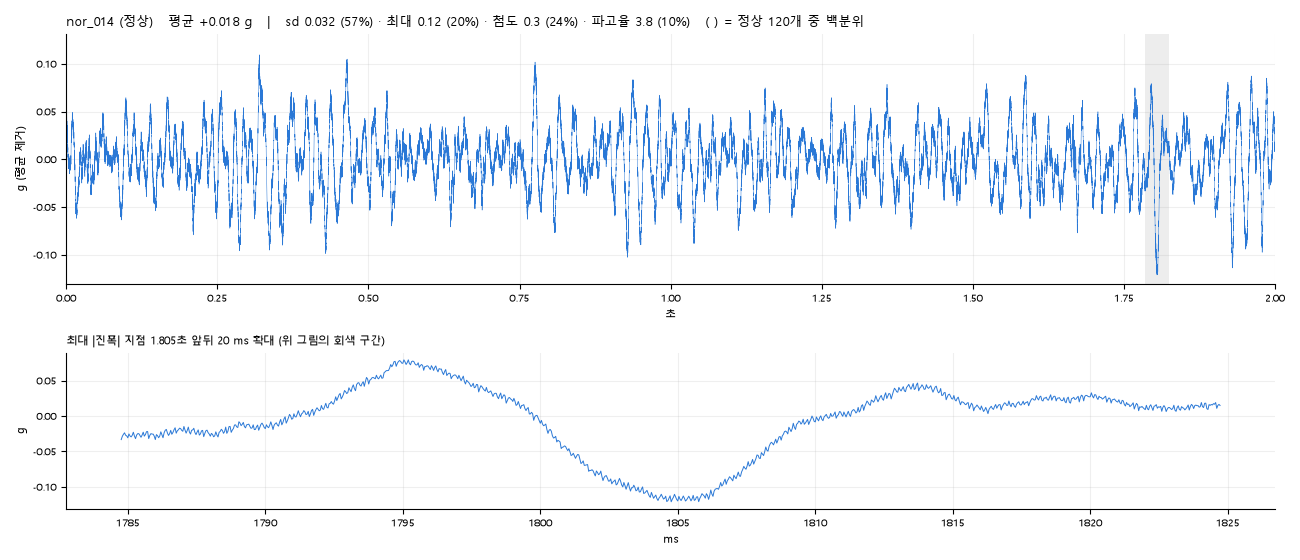 nor_014 (정상) 평균 +0.018 g | sd 0.032 (57%) · 최대 0.12 (20%) · 첨도 0.3 (24%) · 파고율 3.8 (10%) ( ) = 정상 120개 중 백분위
g (평균 제거)
0.10
0.05
0.00
-0.05
-0.10
0.00 0.25 0.50 0.75 1.00 1.25 1.50 1.75 2.00
초
최대 |진폭| 지점 1.805초 앞뒤 20 ms 확대 (위 그림의 회색 구간)
g
0.05
0.00
-0.05
-0.10
1785 1790 1795 1800 1805 1810 1815 1820 1825
ms